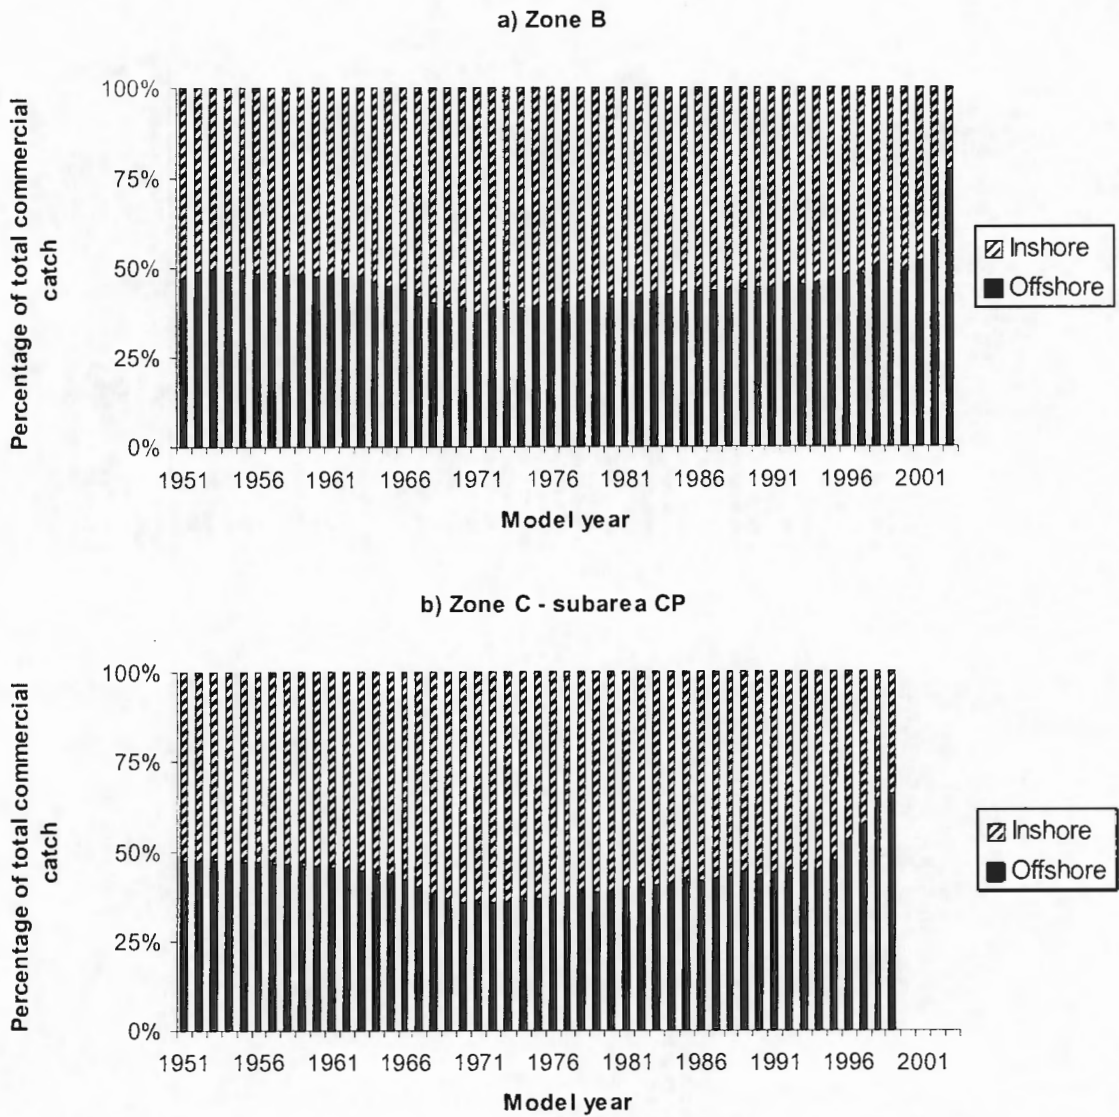 a) Zone B
Percentage of total commercial
catch
100%
75%
50%
25%
0%
1951 1956 1961 1966 1971 1976 1981 1986 1991 1996 2001
Model year
Inshore
Offshore
b) Zone C - subarea CP
Percentage of total commercial
catch
100%
75%
50%
25%
0%
1951 1956 1961 1966 1971 1976 1981 1986 1991 1996 2001
Model year
Inshore
Offshore